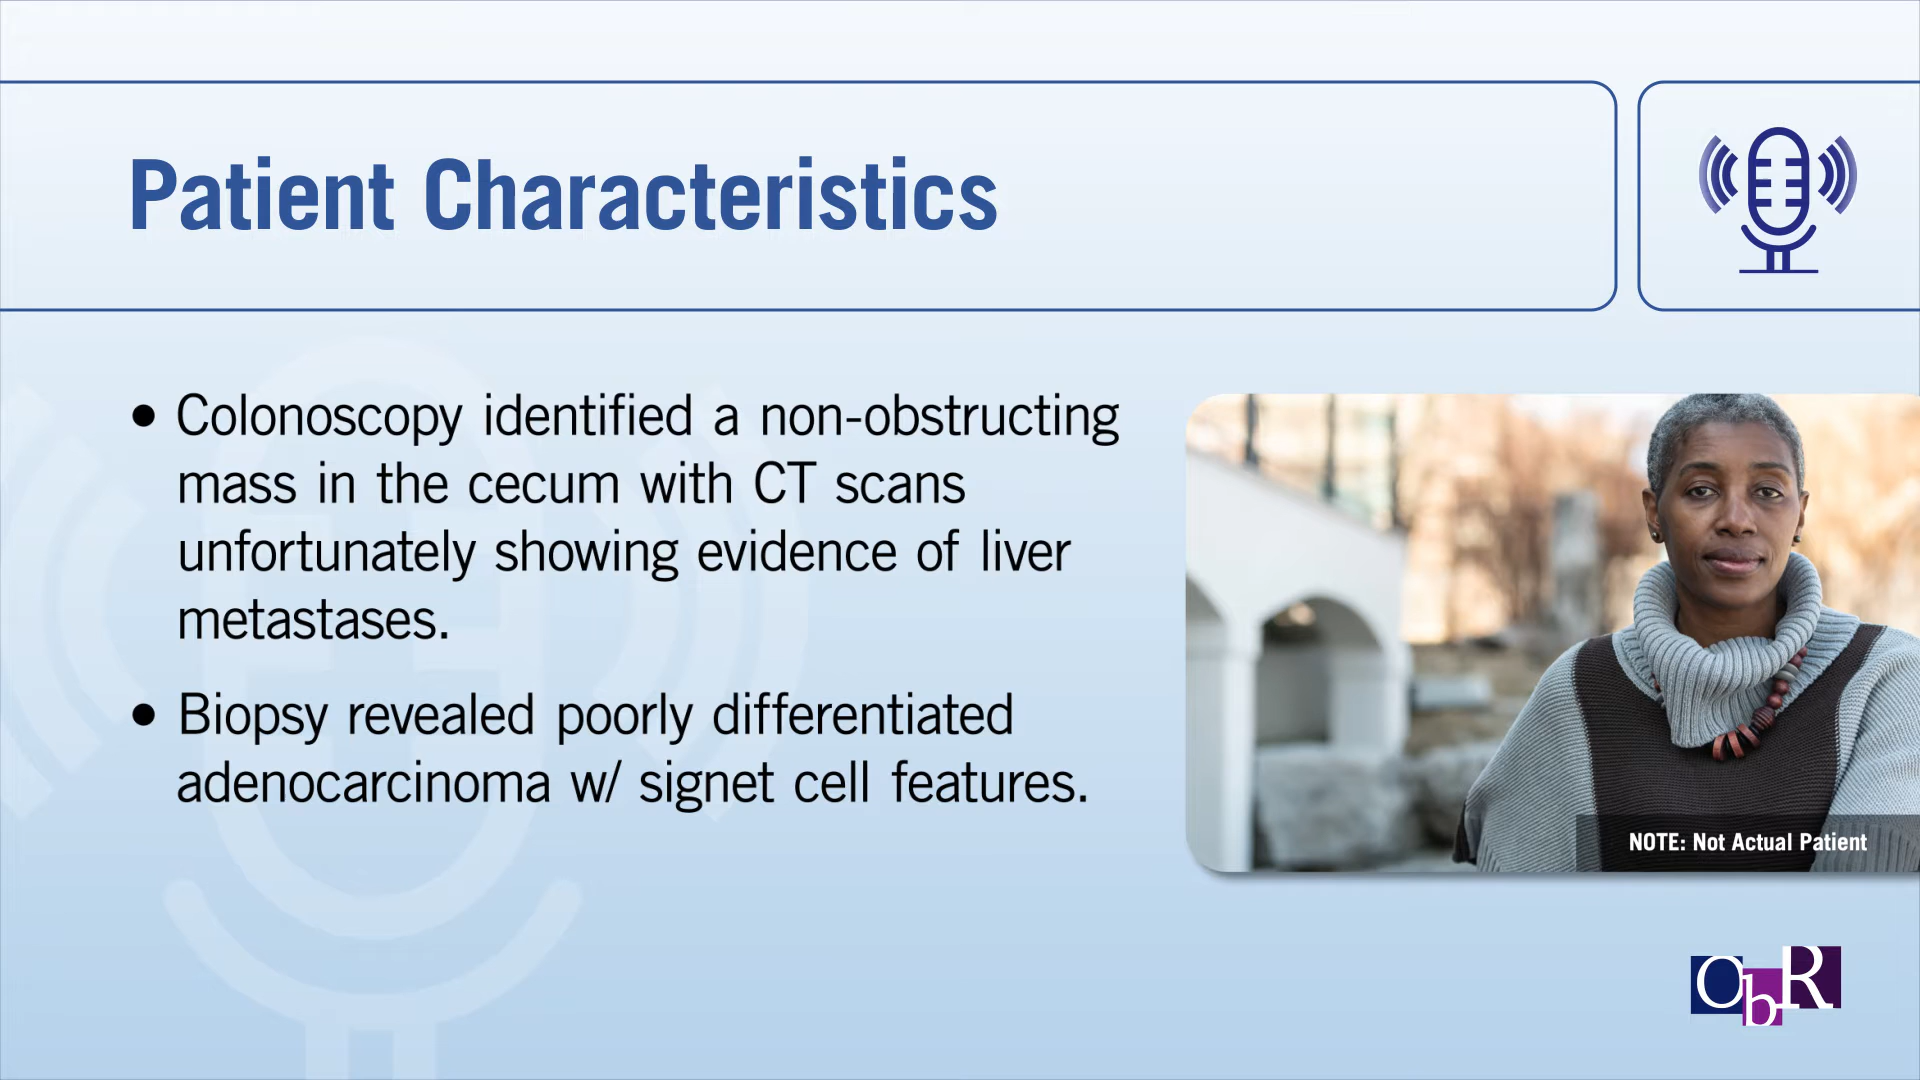 Patient Characteristics
• Colonoscopy identified a non-obstructing
mass in the cecum with CT scans
unfortunately showing evidence of liver
metastases.
• Biopsy revealed poorly differentiated
adenocarcinoma w/ signet cell features.
NOTE: Not Actual Patient
ObR